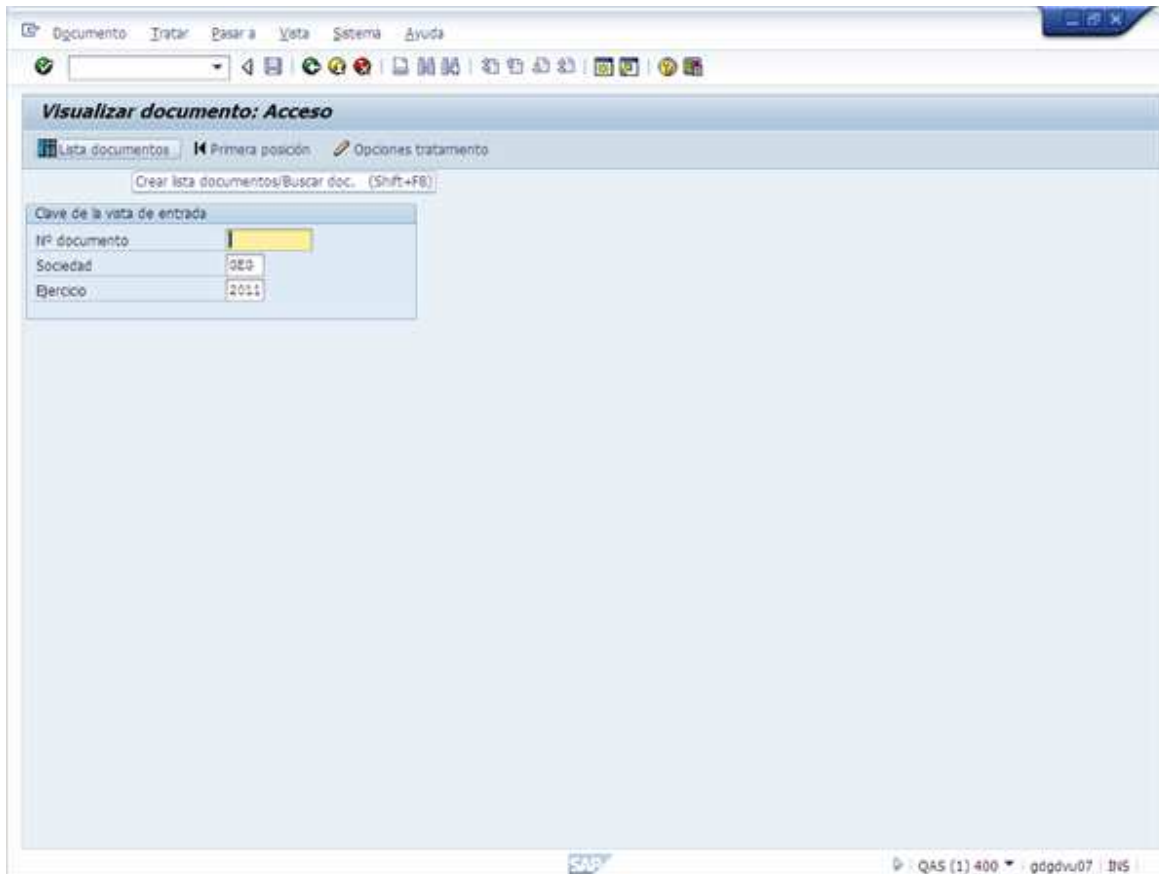 Documento Tratar Pasar a Vista Sistema Ayuda
Visualizar documento: Acceso
Lista documentos Primera posición Opciones tratamiento
Crear lista documentos/Buscar doc. (Shift+F8)
Clave de la vista de entrada
Nº documento
Sociedad
Ejercicio 2011
SAP QAS (1) 400 gdgdvu07 INS